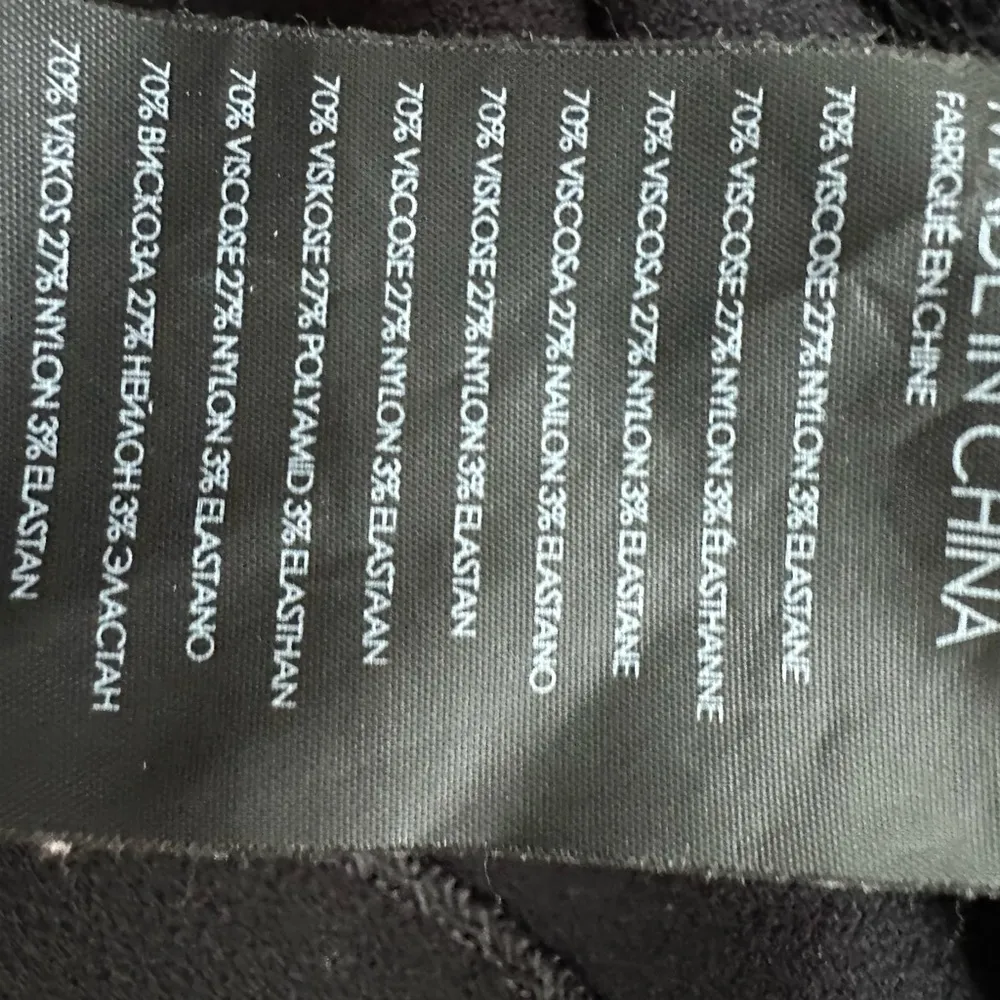 MADE IN CHINA
FABRIQUÉ EN CHINE
70% VISCOSE 27% NYLON 3% ELASTANE
70% VISCOSE 27% NYLON 3% ÉLASTHANNE
70% VISCOSA 27% NYLON 3% ELASTANE
70% VISCOSA 27% NAILON 3% ELASTANO
70% VISKOSE 27% NYLON 3% ELASTAN
70% VISCOSE 27% NYLON 3% ELASTAAN
70% VISKOSE 27% POLYAMID 3% ELASTHAN
70% VISCOSE 27% NYLON 3% ELASTANO
70% ВИСКОЗА 27% НЕЙЛОН 3% ЭЛАСТАН
70% VISKOS 27% NYLON 3% ELASTAN